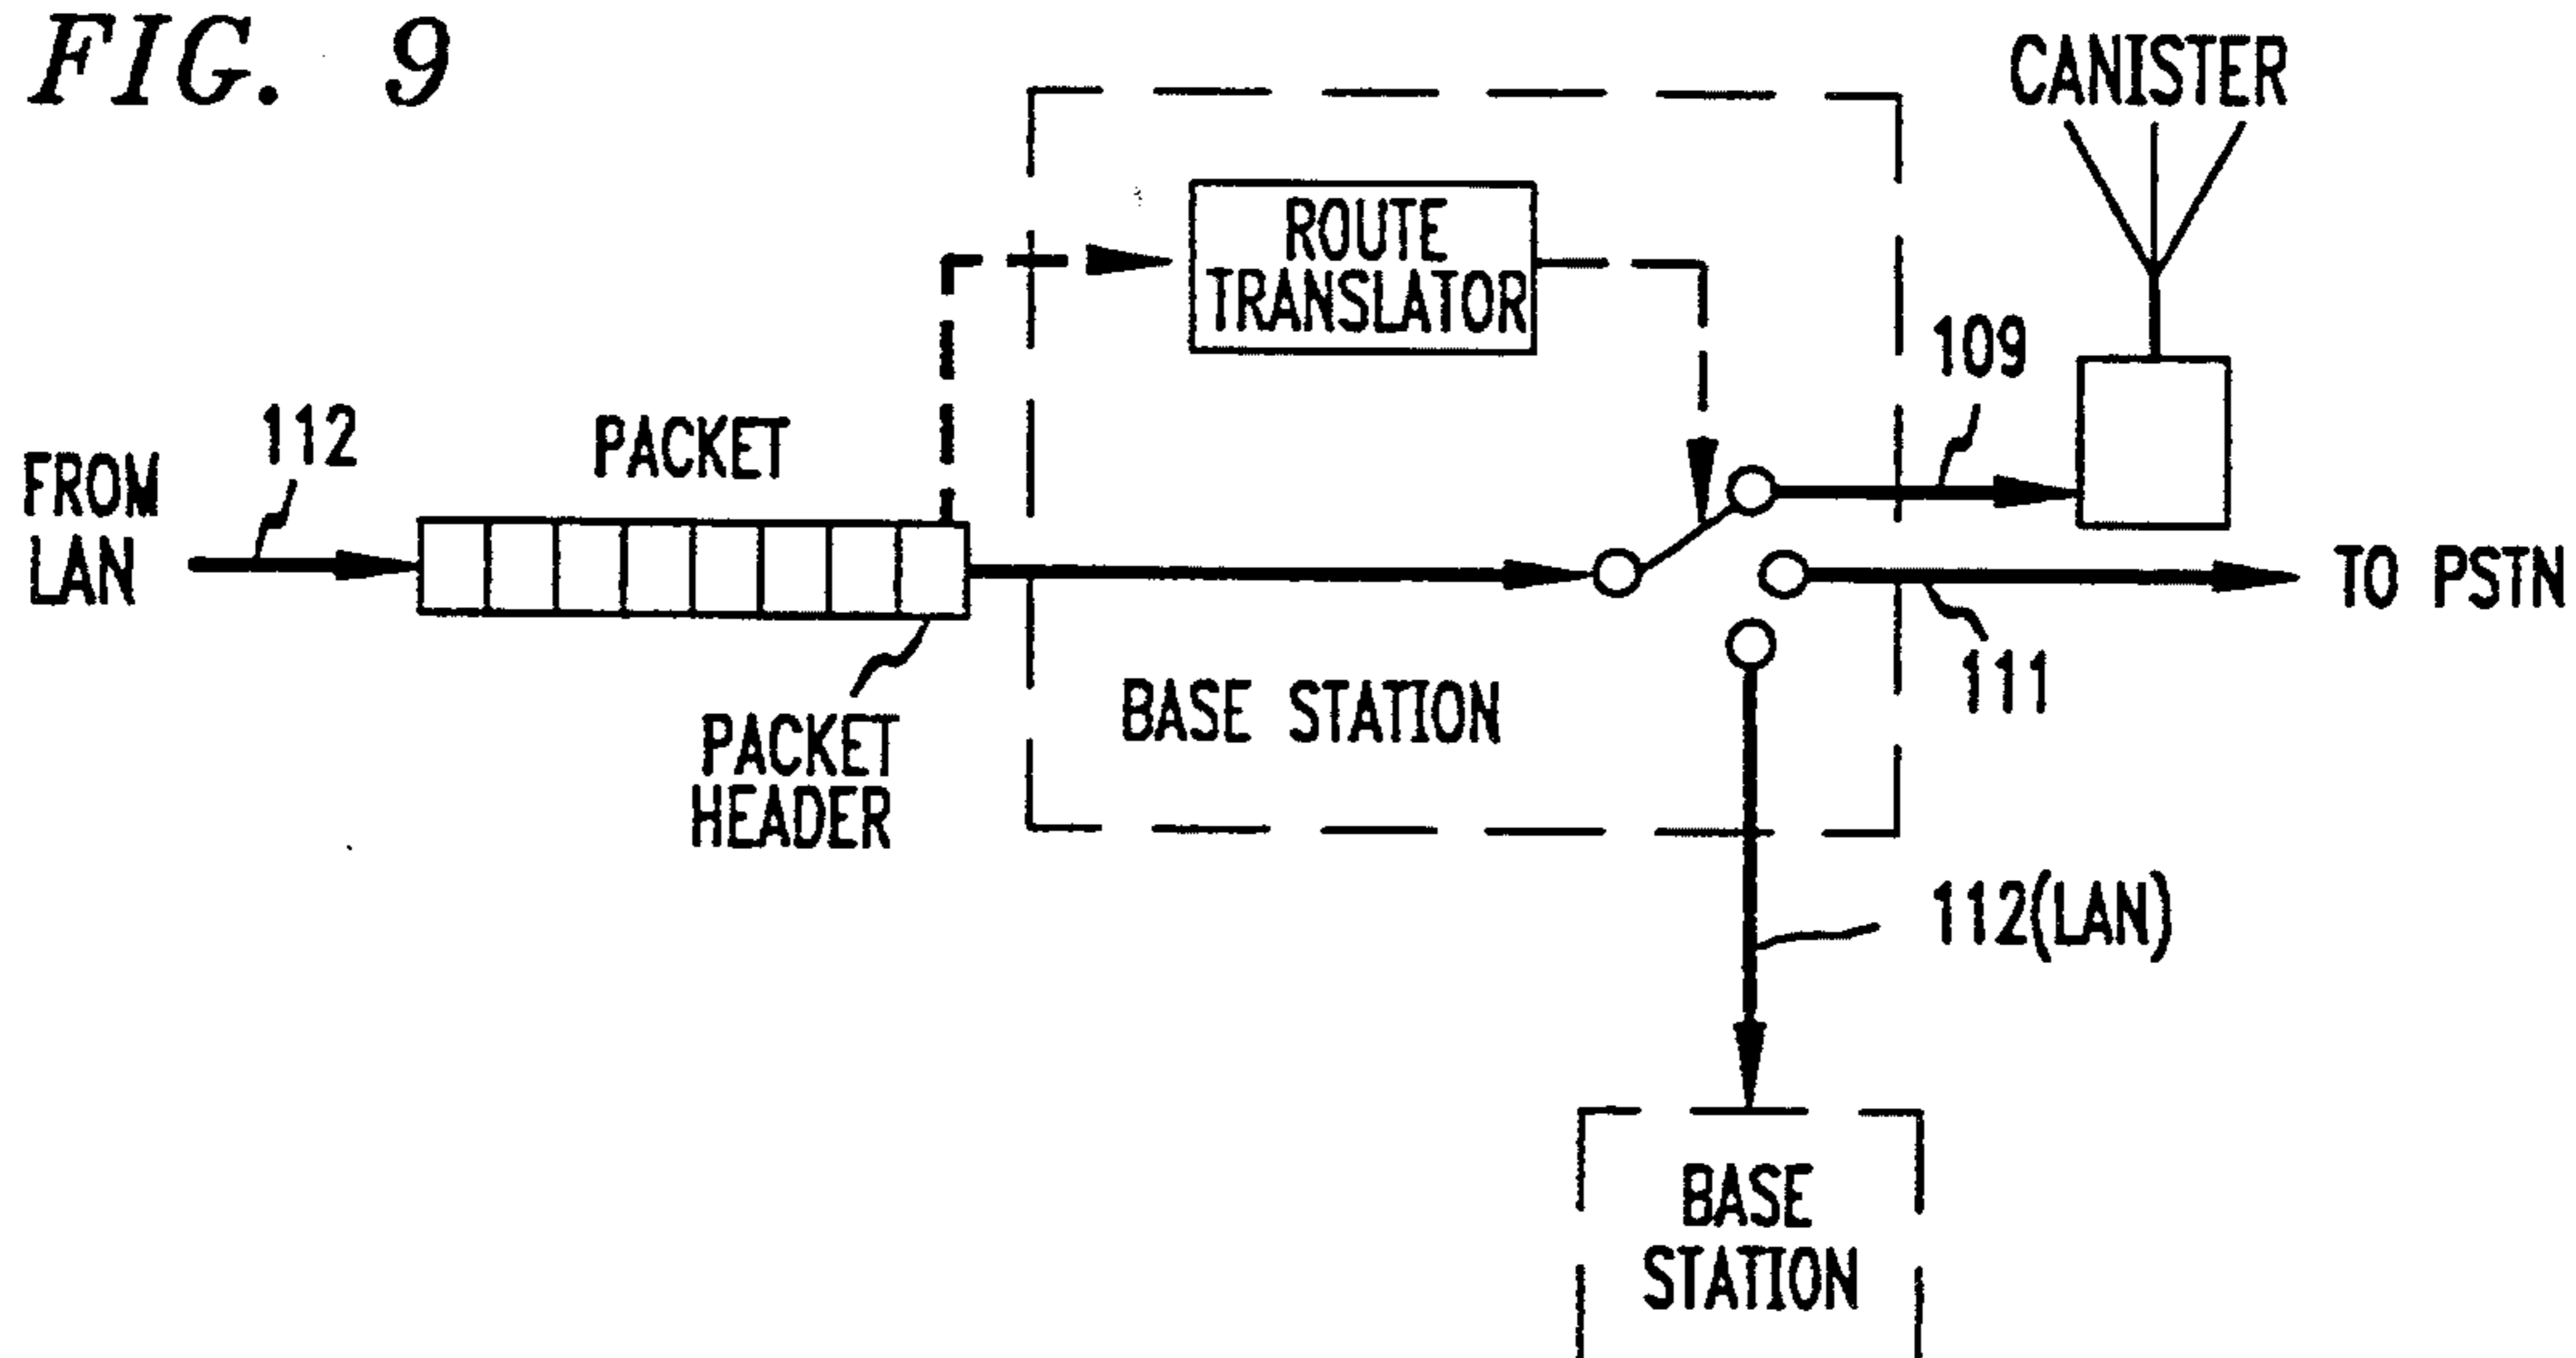 FIG. 9
CANISTER
ROUTE
TRANSLATOR
109
112
PACKET
FROM
LAN
TO PSTN
111
BASE STATION
PACKET
HEADER
112(LAN)
BASE
STATION